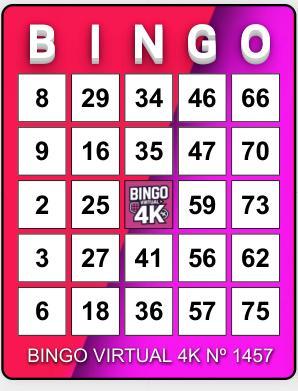 BINGO
8 29 34 46 66
9 16 35 47 70
2 25 BINGO VIRTUAL 4K 59 73
3 27 41 56 62
6 18 36 57 75
BINGO VIRTUAL 4K Nº 1457